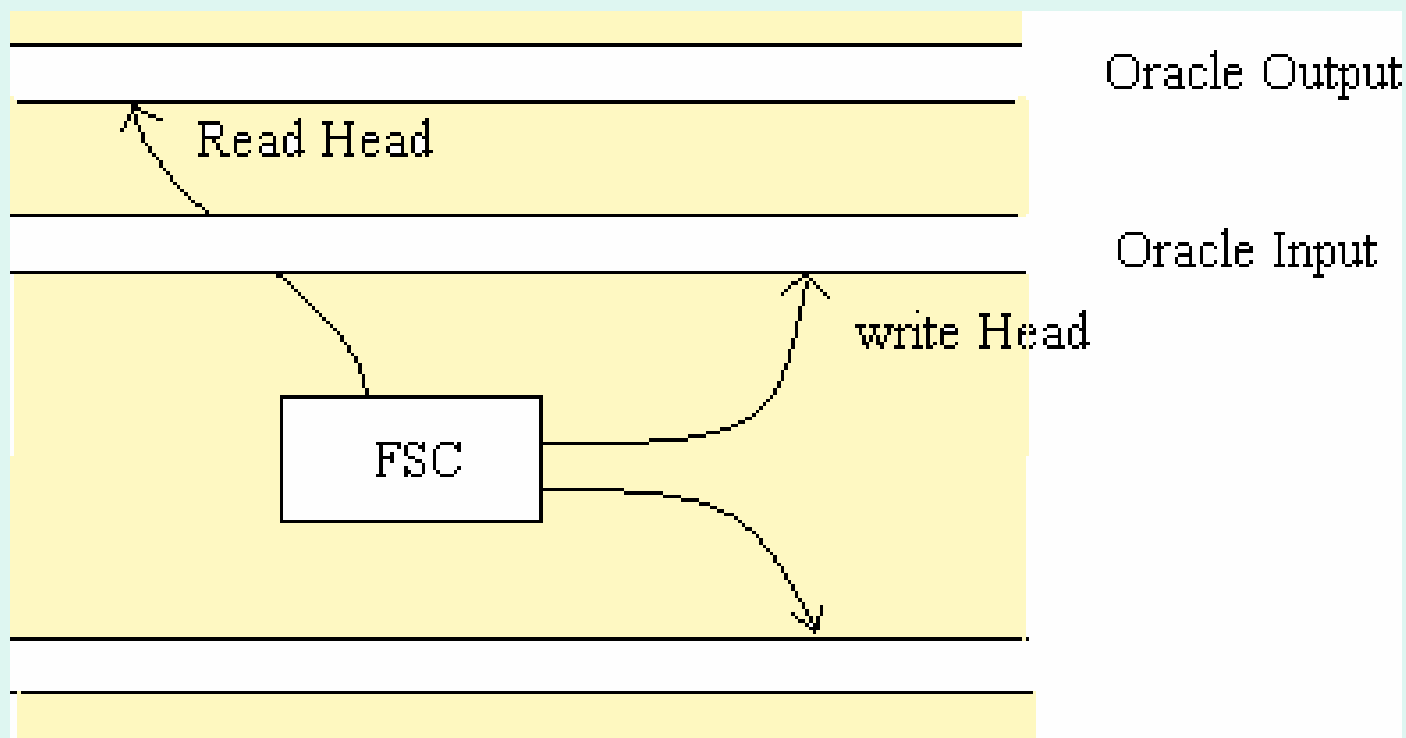 Oracle Output
Read Head
Oracle Input
write Head
FSC